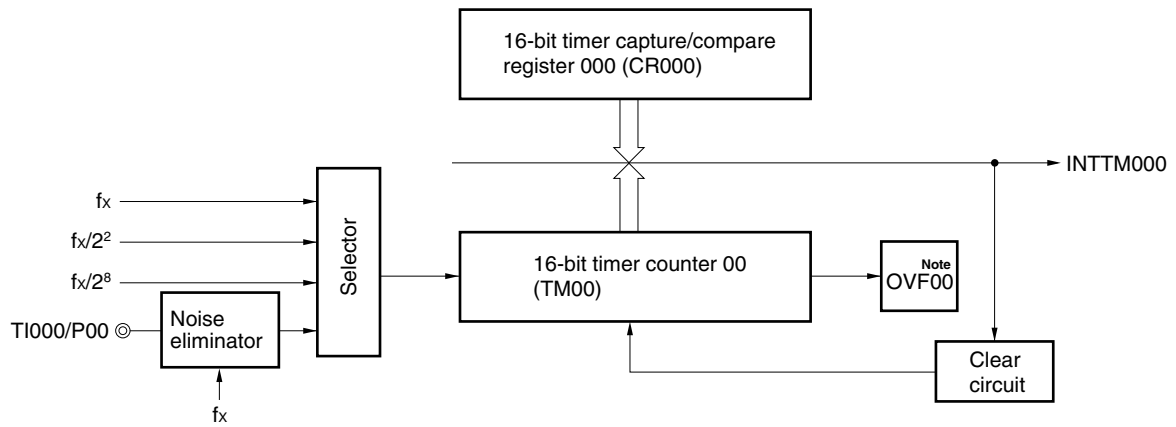 16-bit timer capture/compare
register 000 (CR000)
INTTM000
fX
fX/2²
fX/2⁸
TI000/P00
Noise
eliminator
fX
Selector
16-bit timer counter 00
(TM00)
Note
OVF00
Clear
circuit